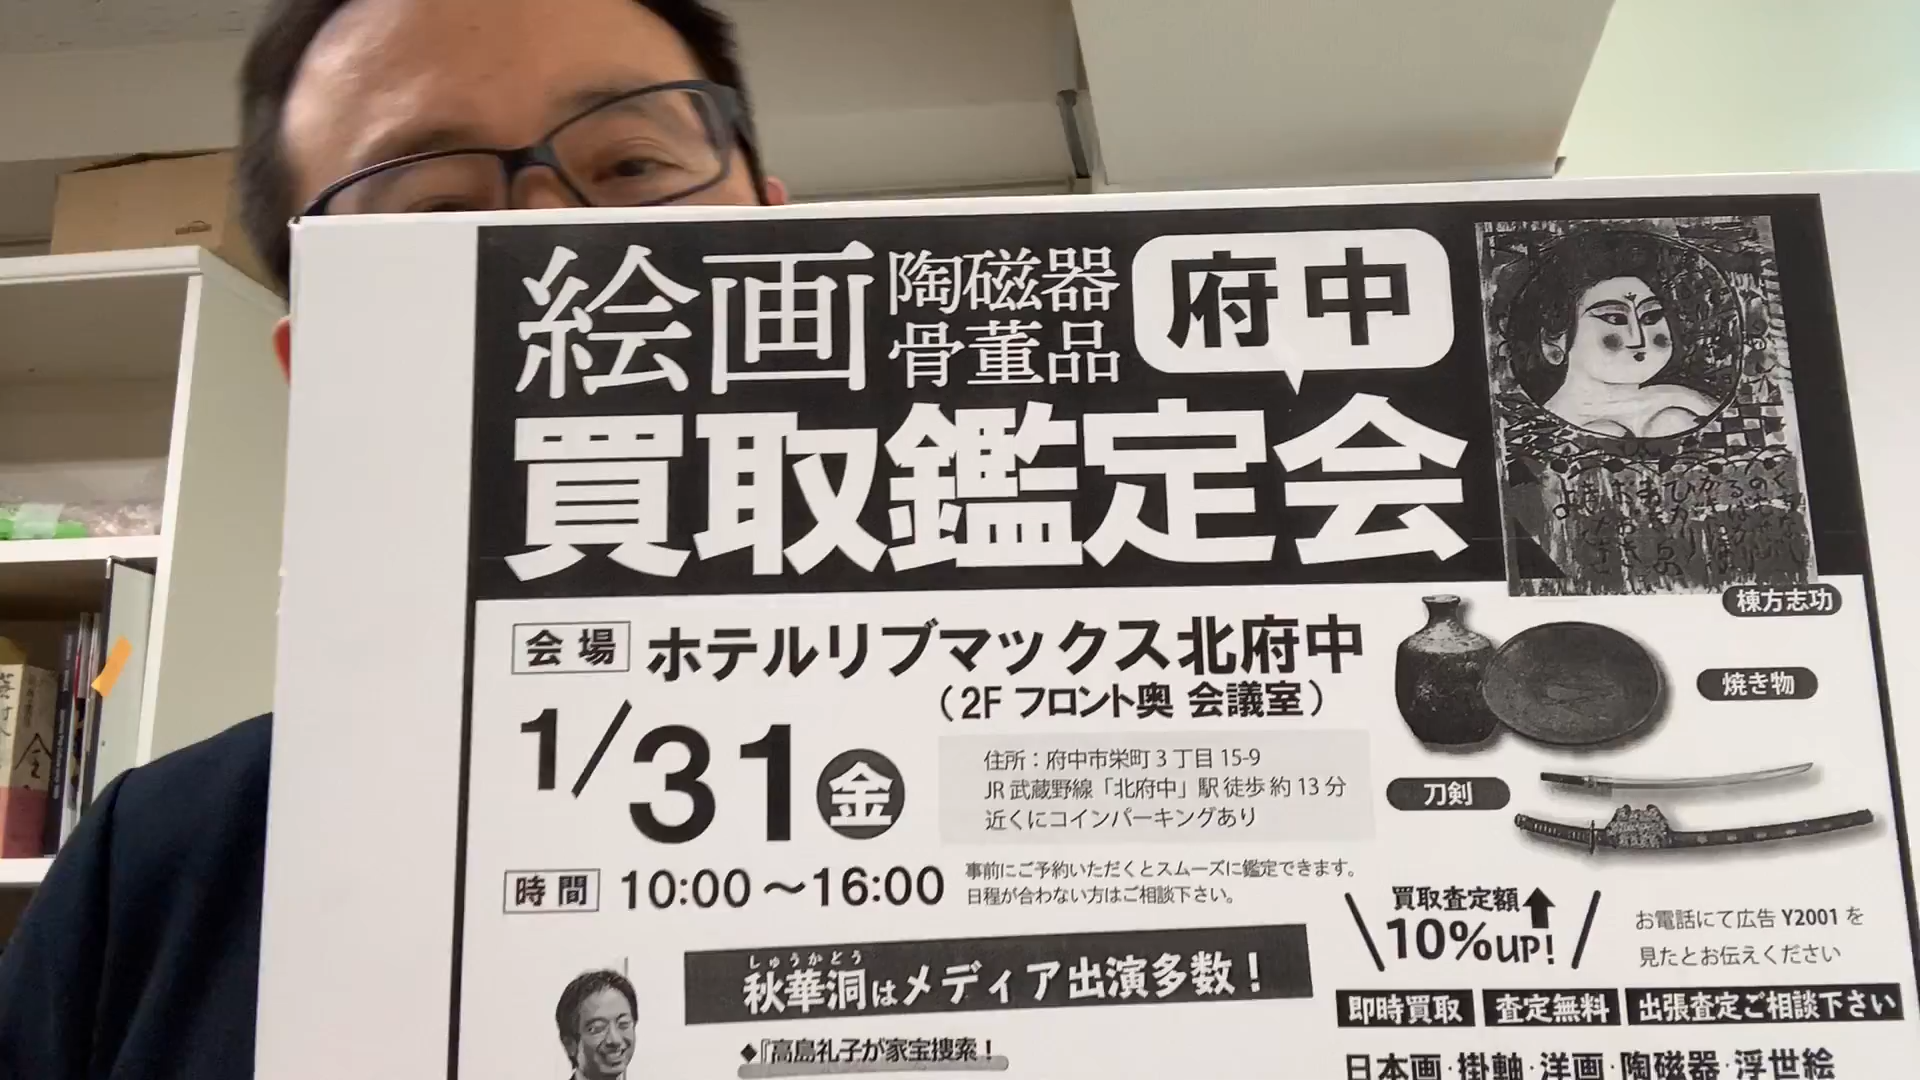 絵画 陶磁器 骨董品 府中
買取鑑定会
棟方志功
会場 ホテルリブマックス北府中
(2F フロント奥 会議室)
焼き物
1/31金
住所：府中市栄町3丁目15-9
JR武蔵野線「北府中」駅 徒歩 約13分
近くにコインパーキングあり
刀剣
時間 10:00～16:00
事前にご予約いただくとスムーズに鑑定できます。
日程が合わない方はご相談下さい。
買取査定額
10%UP!
お電話にて広告 Y2001 を
見たとお伝えください
しゅうかどう
秋華洞はメディア出演多数！
即時買取 査定無料 出張査定ご相談下さい
◆『高島礼子が家宝捜索！
日本画・掛軸・洋画・陶磁器・浮世絵